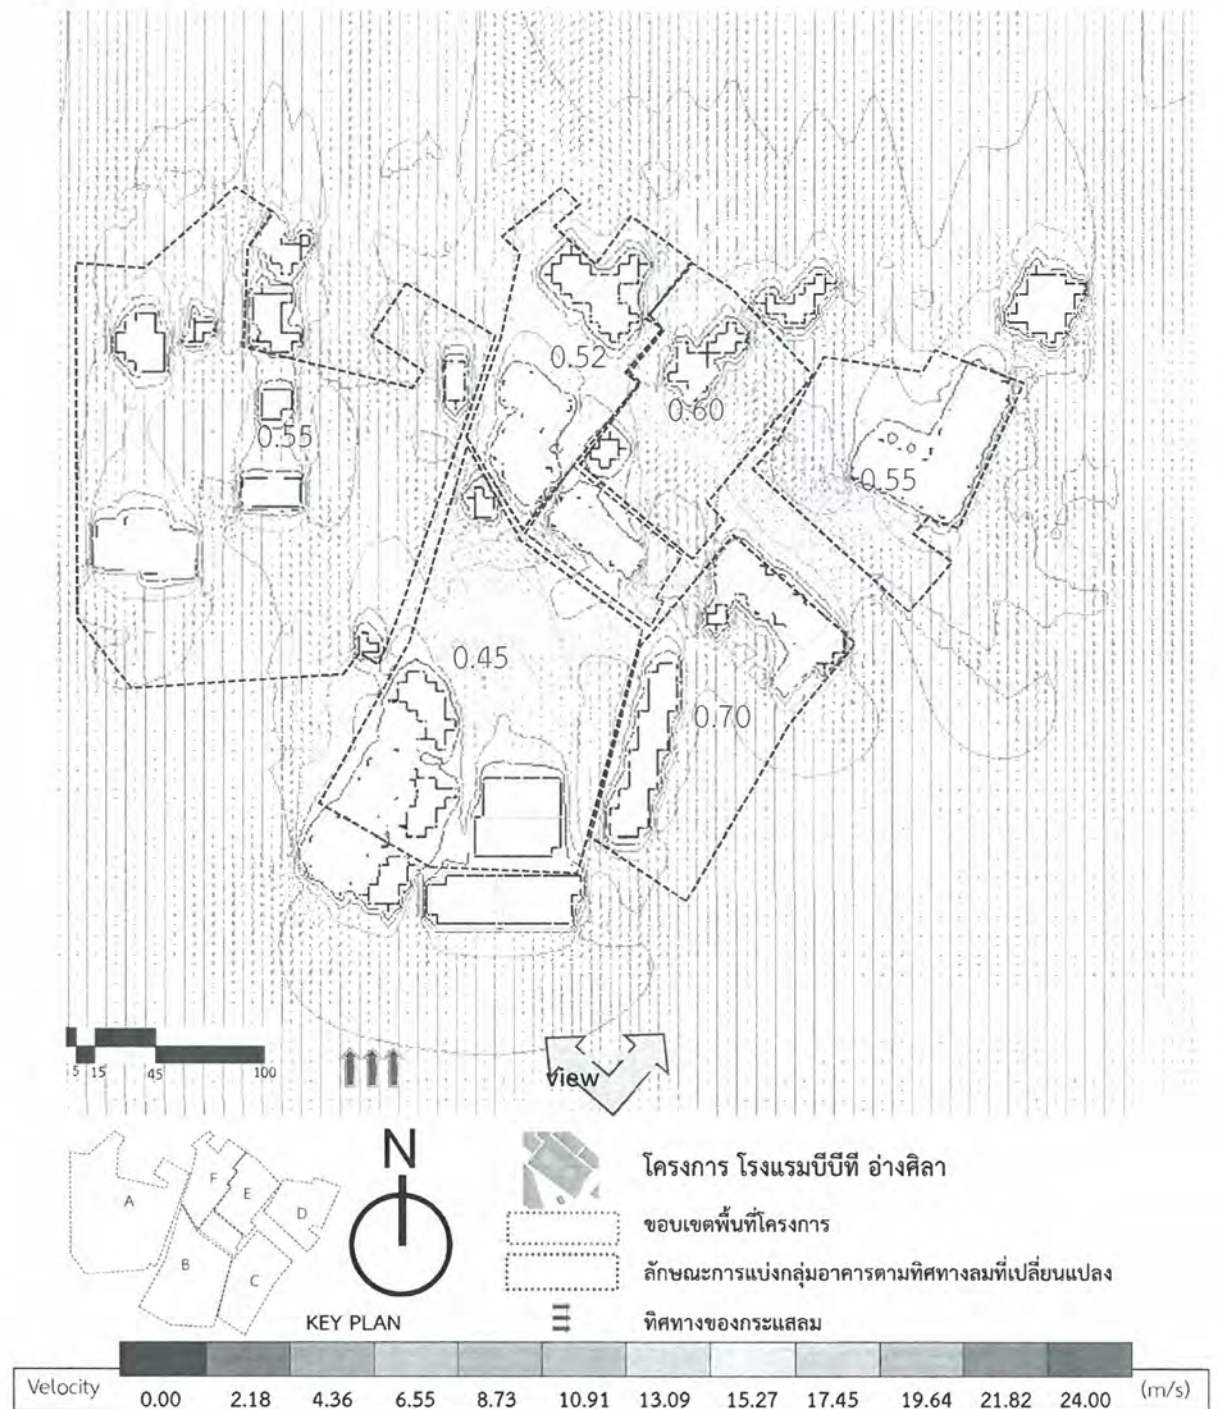 0.52
0.60
0.55
0.55
0.45
0.70
5 15 45 100
view
A
F
E
D
B
C
KEY PLAN
N
โครงการ โรงแรมบีบีที อ่างศิลา
ขอบเขตพื้นที่โครงการ
ลักษณะการแบ่งกลุ่มอาคารตามทิศทางลมที่เปลี่ยนแปลง
ทิศทางของกระแสลม
Velocity 0.00 2.18 4.36 6.55 8.73 10.91 13.09 15.27 17.45 19.64 21.82 24.00 (m/s)